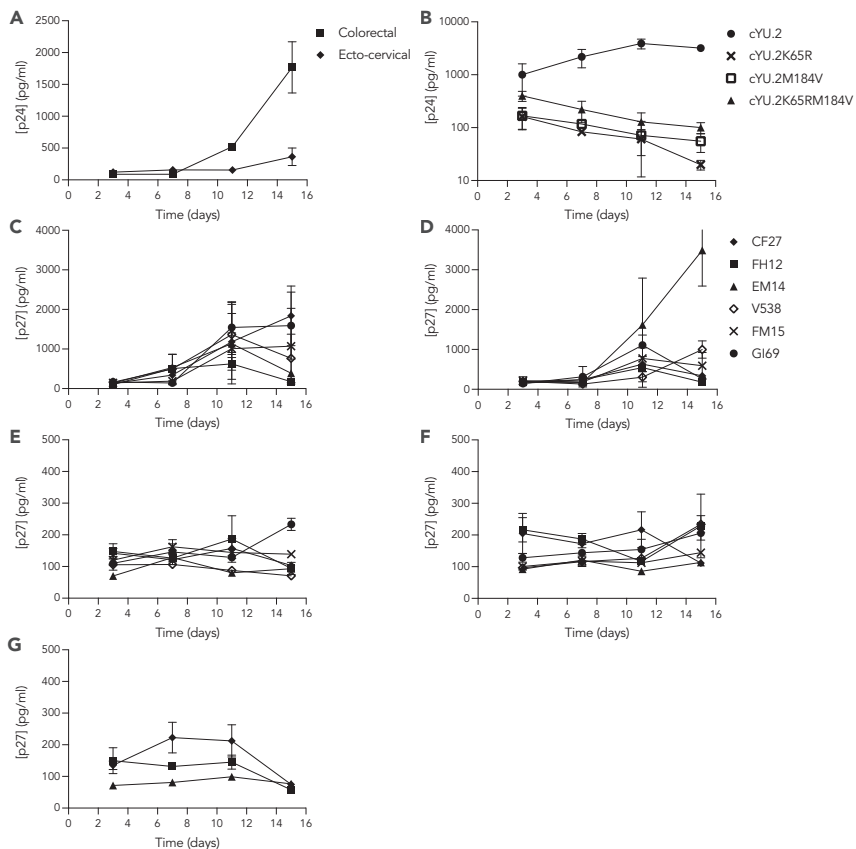 A
2500
2000
1500
1000
500
0
0 2 4 6 8 10 12 14 16
[p24] (pg/ml)
Time (days)
Colorectal
Ecto-cervical
B
10000
1000
100
10
0 2 4 6 8 10 12 14 16
[p24] (pg/ml)
Time (days)
cYU.2
cYU.2K65R
cYU.2M184V
cYU.2K65RM184V
C
4000
3000
2000
1000
0
0 2 4 6 8 10 12 14 16
[p27] (pg/ml)
Time (days)
D
4000
3000
2000
1000
0
0 2 4 6 8 10 12 14 16
[p27] (pg/ml)
Time (days)
CF27
FH12
EM14
V538
FM15
GI69
E
500
400
300
200
100
0
0 2 4 6 8 10 12 14 16
[p27] (pg/ml)
Time (days)
F
500
400
300
200
100
0
0 2 4 6 8 10 12 14 16
[p27] (pg/ml)
Time (days)
G
500
400
300
200
100
0
0 2 4 6 8 10 12 14 16
[p27] (pg/ml)
Time (days)